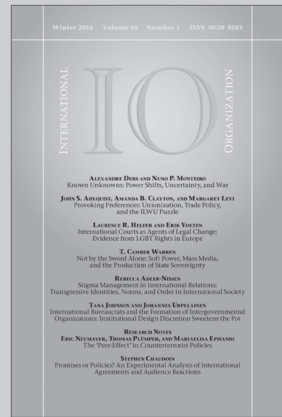 Winter 2014 Volume 68 Number 1 ISSN 0020 8183
INTERNATIONAL
IO
ORGANIZATION
ALEXANDRE DEBS AND NUNO P. MONTEIRO
Known Unknowns: Power Shifts, Uncertainty, and War
JOHN S. AHLQUIST, AMANDA B. CLAYTON, AND MARGARET LEVI
Provoking Preferences: Unionization, Trade Policy,
and the ILWU Puzzle
LAURENCE R. HELFER AND ERIK VOETEN
International Courts as Agents of Legal Change:
Evidence from LGBT Rights in Europe
T. CAMBER WARREN
Not by the Sword Alone: Soft Power, Mass Media,
and the Production of State Sovereignty
REBECCA ADLER-NISSEN
Stigma Management in International Relations:
Transgressive Identities, Norms, and Order in International Society
TANA JOHNSON AND JOHANNES URPELAINEN
International Bureaucrats and the Formation of Intergovernmental
Organizations: Institutional Design Discretion Sweetens the Pot
RESEARCH NOTES
ERIC NEUMAYER, THOMAS PLÜMPER, AND MARIAELISA EPIFANIO
The 'Peer-Effect' in Counterterrorist Policies
STEPHEN CHAUDOIN
Promises or Policies? An Experimental Analysis of International
Agreements and Audience Reactions